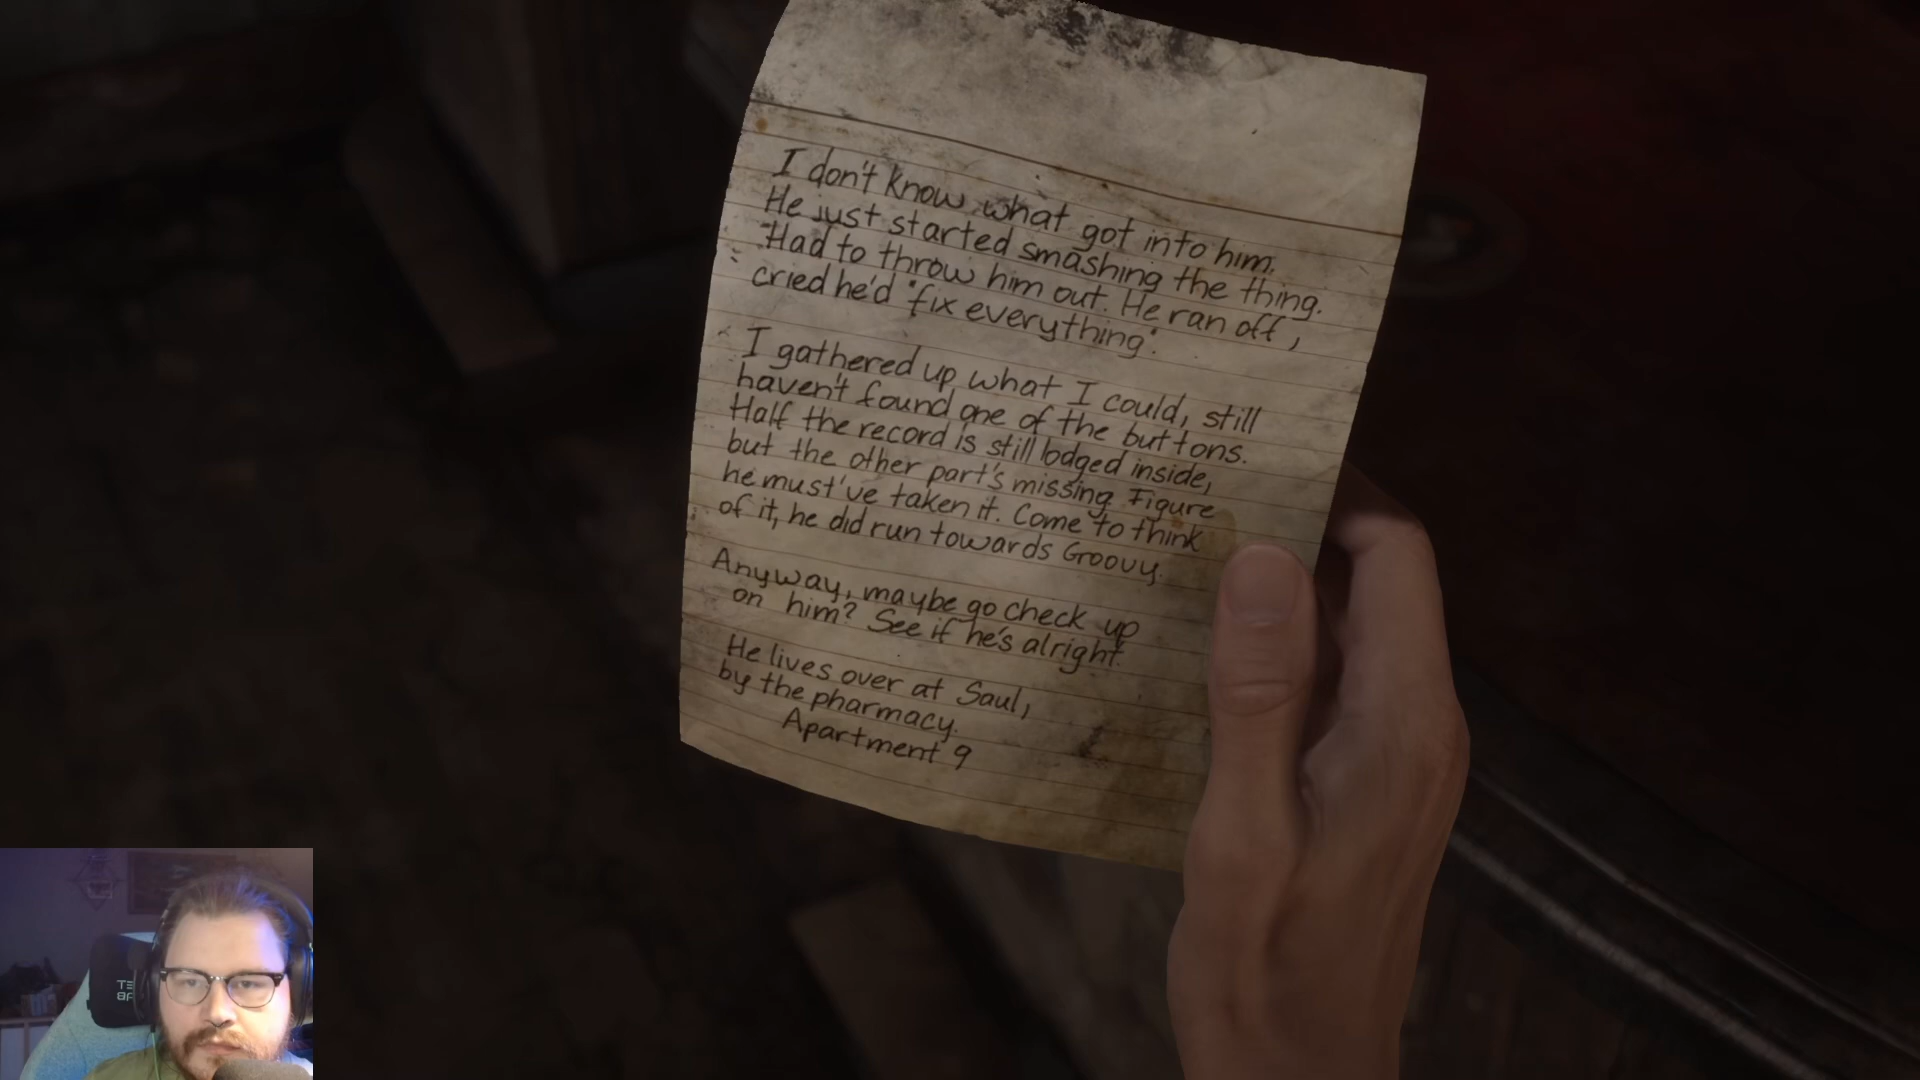 I don't know what got into him.
He just started smashing the thing.
Had to throw him out. He ran off,
cried he'd "fix everything".
I gathered up what I could, still
haven't found one of the buttons.
Half the record is still lodged inside,
but the other part's missing. Figure
he must've taken it. Come to think
of it, he did run towards Groovy.
Anyway, maybe go check up
on him? See if he's alright.
He lives over at Saul,
by the pharmacy.
Apartment 9